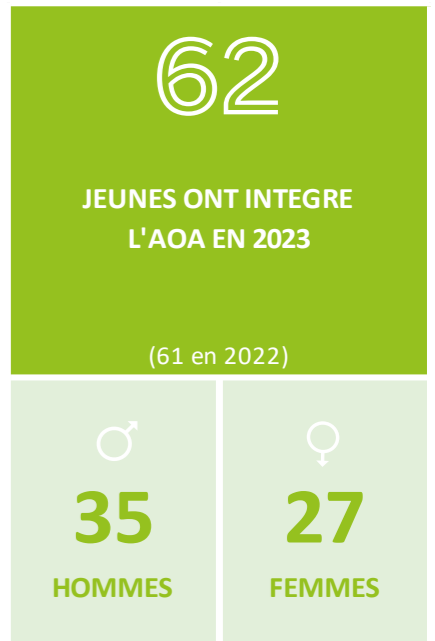 62
JEUNES ONT INTEGRE
L'AOA EN 2023
(61 en 2022)
35
HOMMES
27
FEMMES